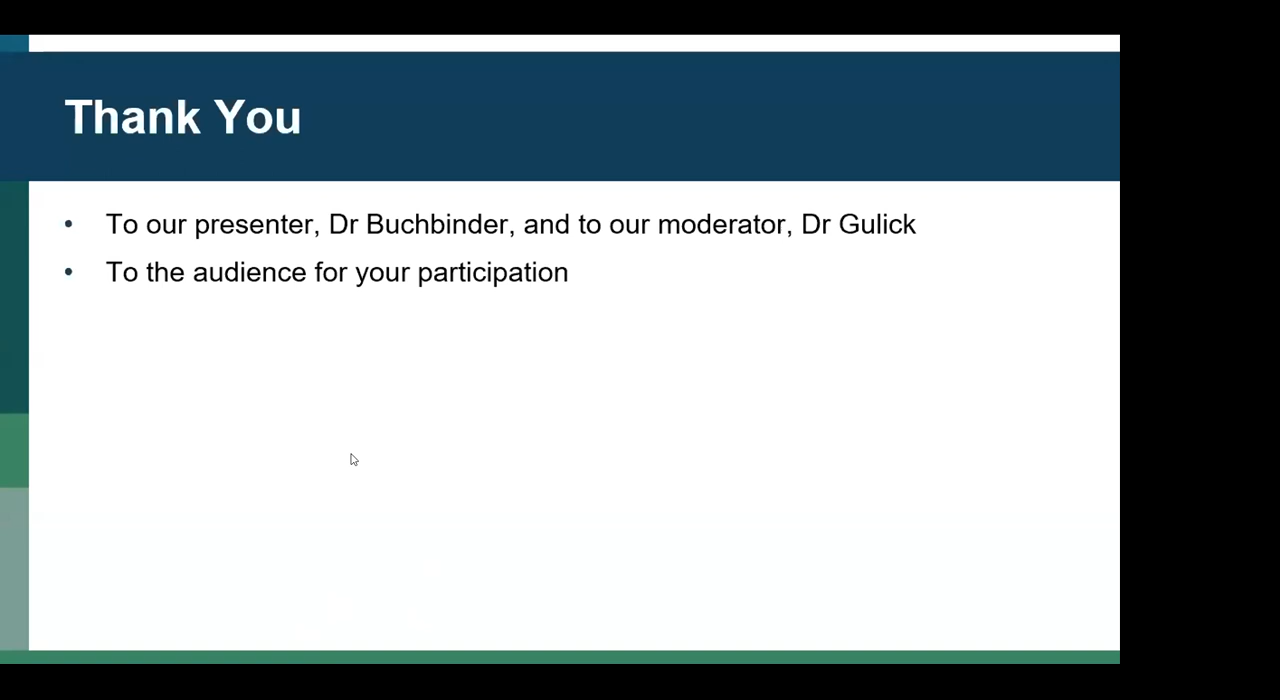 Thank You
• To our presenter, Dr Buchbinder, and to our moderator, Dr Gulick
• To the audience for your participation